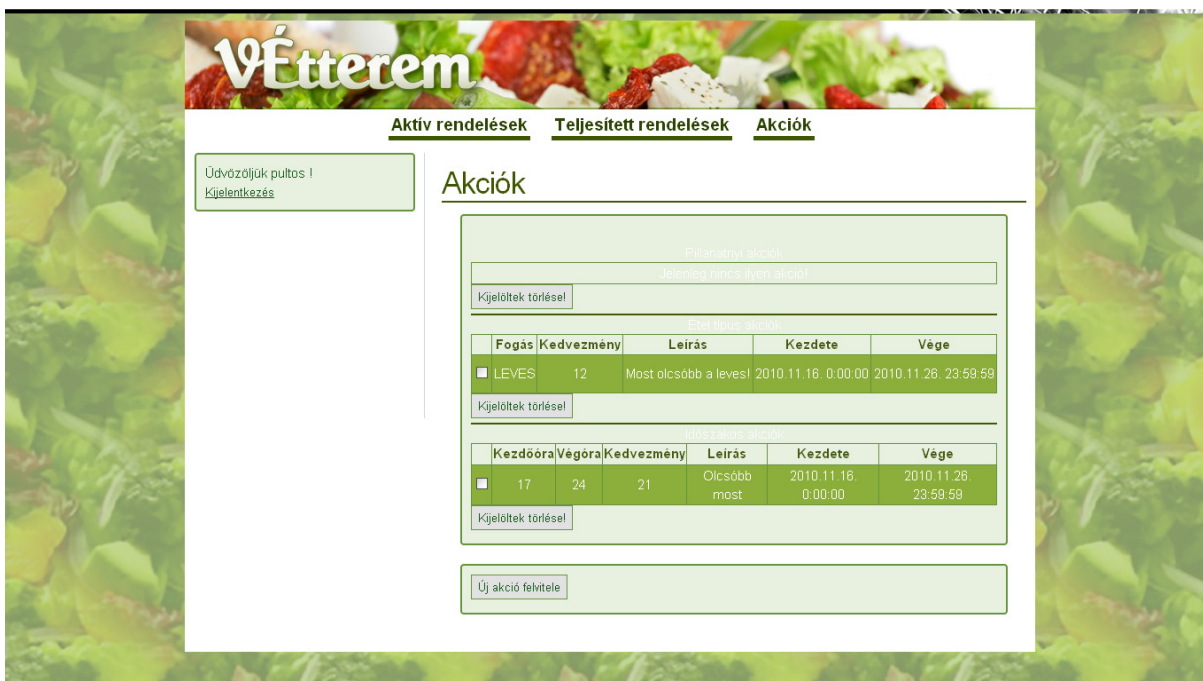 VÉtterem
Aktív rendelések Teljesített rendelések Akciók
Üdvözöljük pultos !
Kijelentkezés
Akciók
Pillanatnyi akciók
Jelenleg nincs ilyen akció!
Kijelöltek törlése!
Étel típus akciók
Fogás Kedvezmény Leírás Kezdete Vége
LEVES 12 Most olcsóbb a leves! 2010.11.16. 0:00:00 2010.11.26. 23:59:59
Kijelöltek törlése!
Időszakos akciók
Kezdőóra Végóra Kedvezmény Leírás Kezdete Vége
17 24 21 Olcsóbb most 2010.11.16. 0:00:00 2010.11.26. 23:59:59
Kijelöltek törlése!
Új akció felvitele